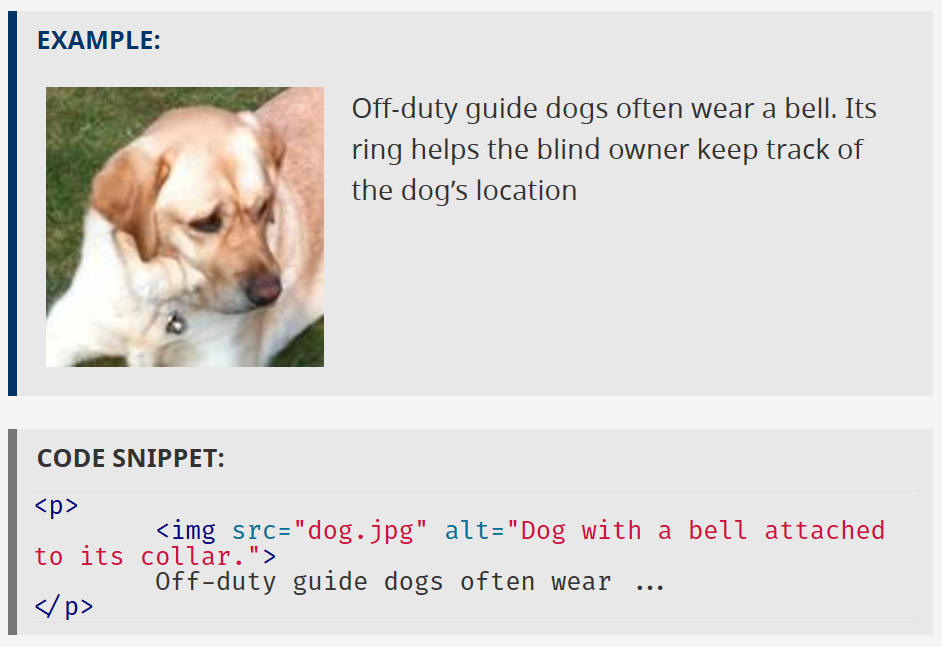 EXAMPLE:
Off-duty guide dogs often wear a bell. Its
ring helps the blind owner keep track of
the dog’s location
CODE SNIPPET:
<p>
<img src="dog.jpg" alt="Dog with a bell attached
to its collar.">
Off-duty guide dogs often wear ...
</p>